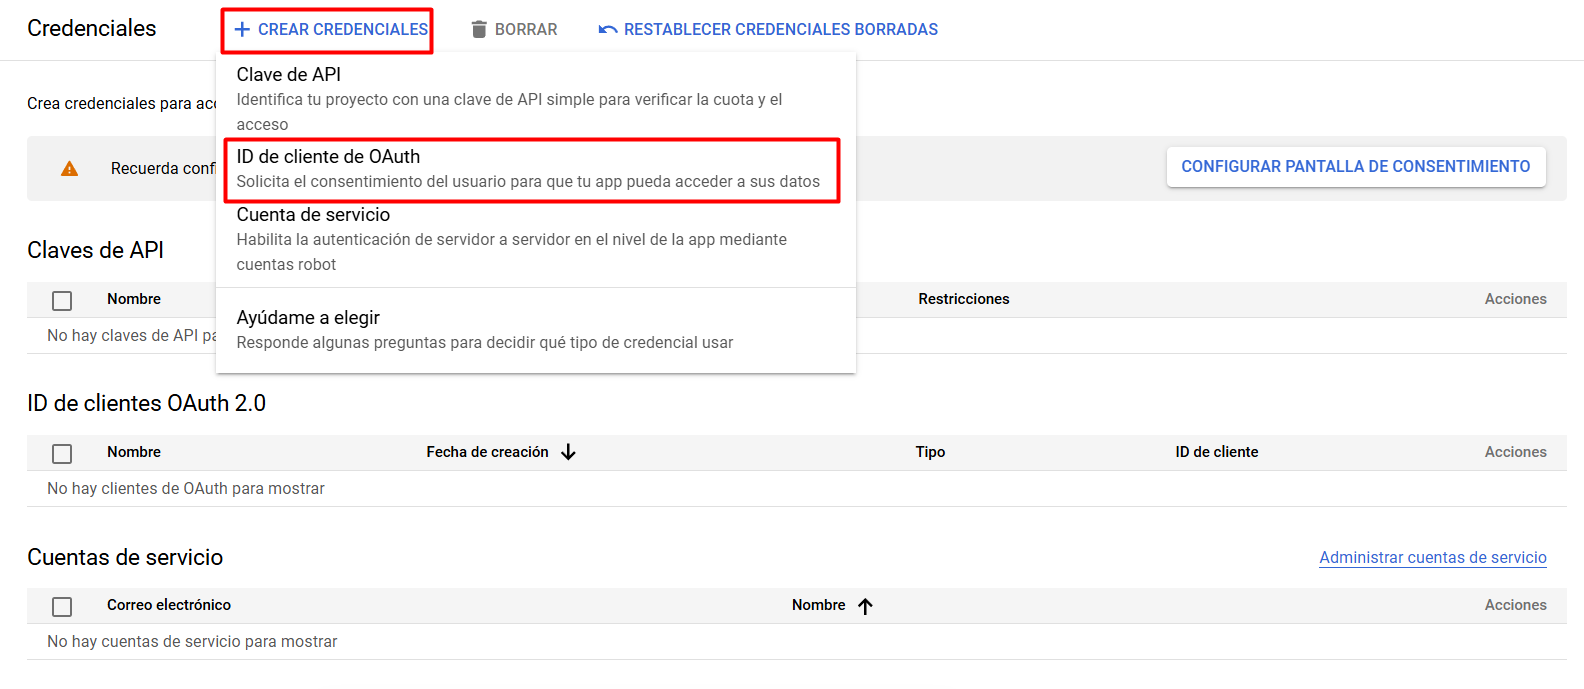 Credenciales
CREAR CREDENCIALES
BORRAR
RESTABLECER CREDENCIALES BORRADAS
Clave de API
Identifica tu proyecto con una clave de API simple para verificar la cuota y el
acceso
ID de cliente de OAuth
Solicita el consentimiento del usuario para que tu app pueda acceder a sus datos
Cuenta de servicio
Habilita la autenticación de servidor a servidor en el nivel de la app mediante
cuentas robot
Ayúdame a elegir
Responde algunas preguntas para decidir qué tipo de credencial usar
Crea credenciales para
Recuerda
CONFIGURAR PANTALLA DE CONSENTIMIENTO
Claves de API
Nombre Restricciones Acciones
No hay claves de API
ID de clientes OAuth 2.0
Nombre Fecha de creación Tipo ID de cliente Acciones
No hay clientes de OAuth para mostrar
Cuentas de servicio
Administrar cuentas de servicio
Correo electrónico Nombre Acciones
No hay cuentas de servicio para mostrar